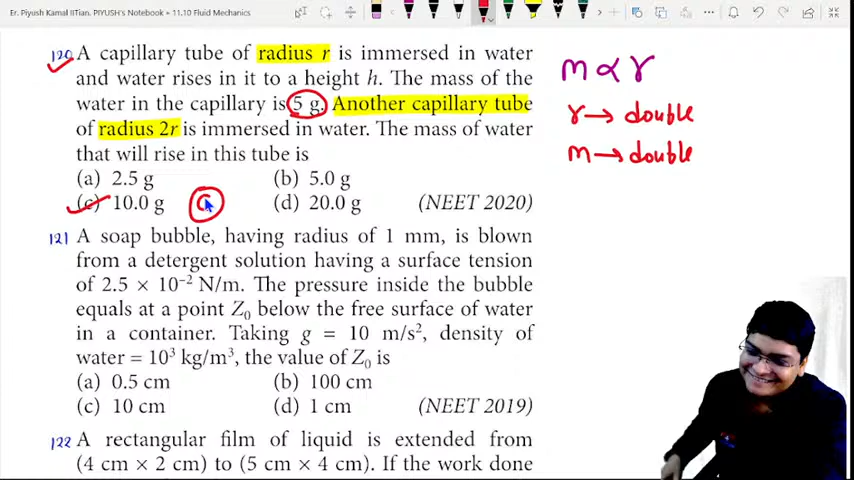 Er. Piyush Kamal IITian. PIYUSH's Notebook » 11.10 Fluid Mechanics
120 A capillary tube of radius r is immersed in water
and water rises in it to a height h. The mass of the
water in the capillary is 5 g. Another capillary tube
of radius 2r is immersed in water. The mass of water
that will rise in this tube is
(a) 2.5 g (b) 5.0 g
(c) 10.0 g (d) 20.0 g (NEET 2020)
m ∝ r
r → double
m → double
121 A soap bubble, having radius of 1 mm, is blown
from a detergent solution having a surface tension
of 2.5 × 10⁻² N/m. The pressure inside the bubble
equals at a point Z₀ below the free surface of water
in a container. Taking g = 10 m/s², density of
water = 10³ kg/m³, the value of Z₀ is
(a) 0.5 cm (b) 100 cm
(c) 10 cm (d) 1 cm (NEET 2019)
122 A rectangular film of liquid is extended from
(4 cm × 2 cm) to (5 cm × 4 cm). If the work done